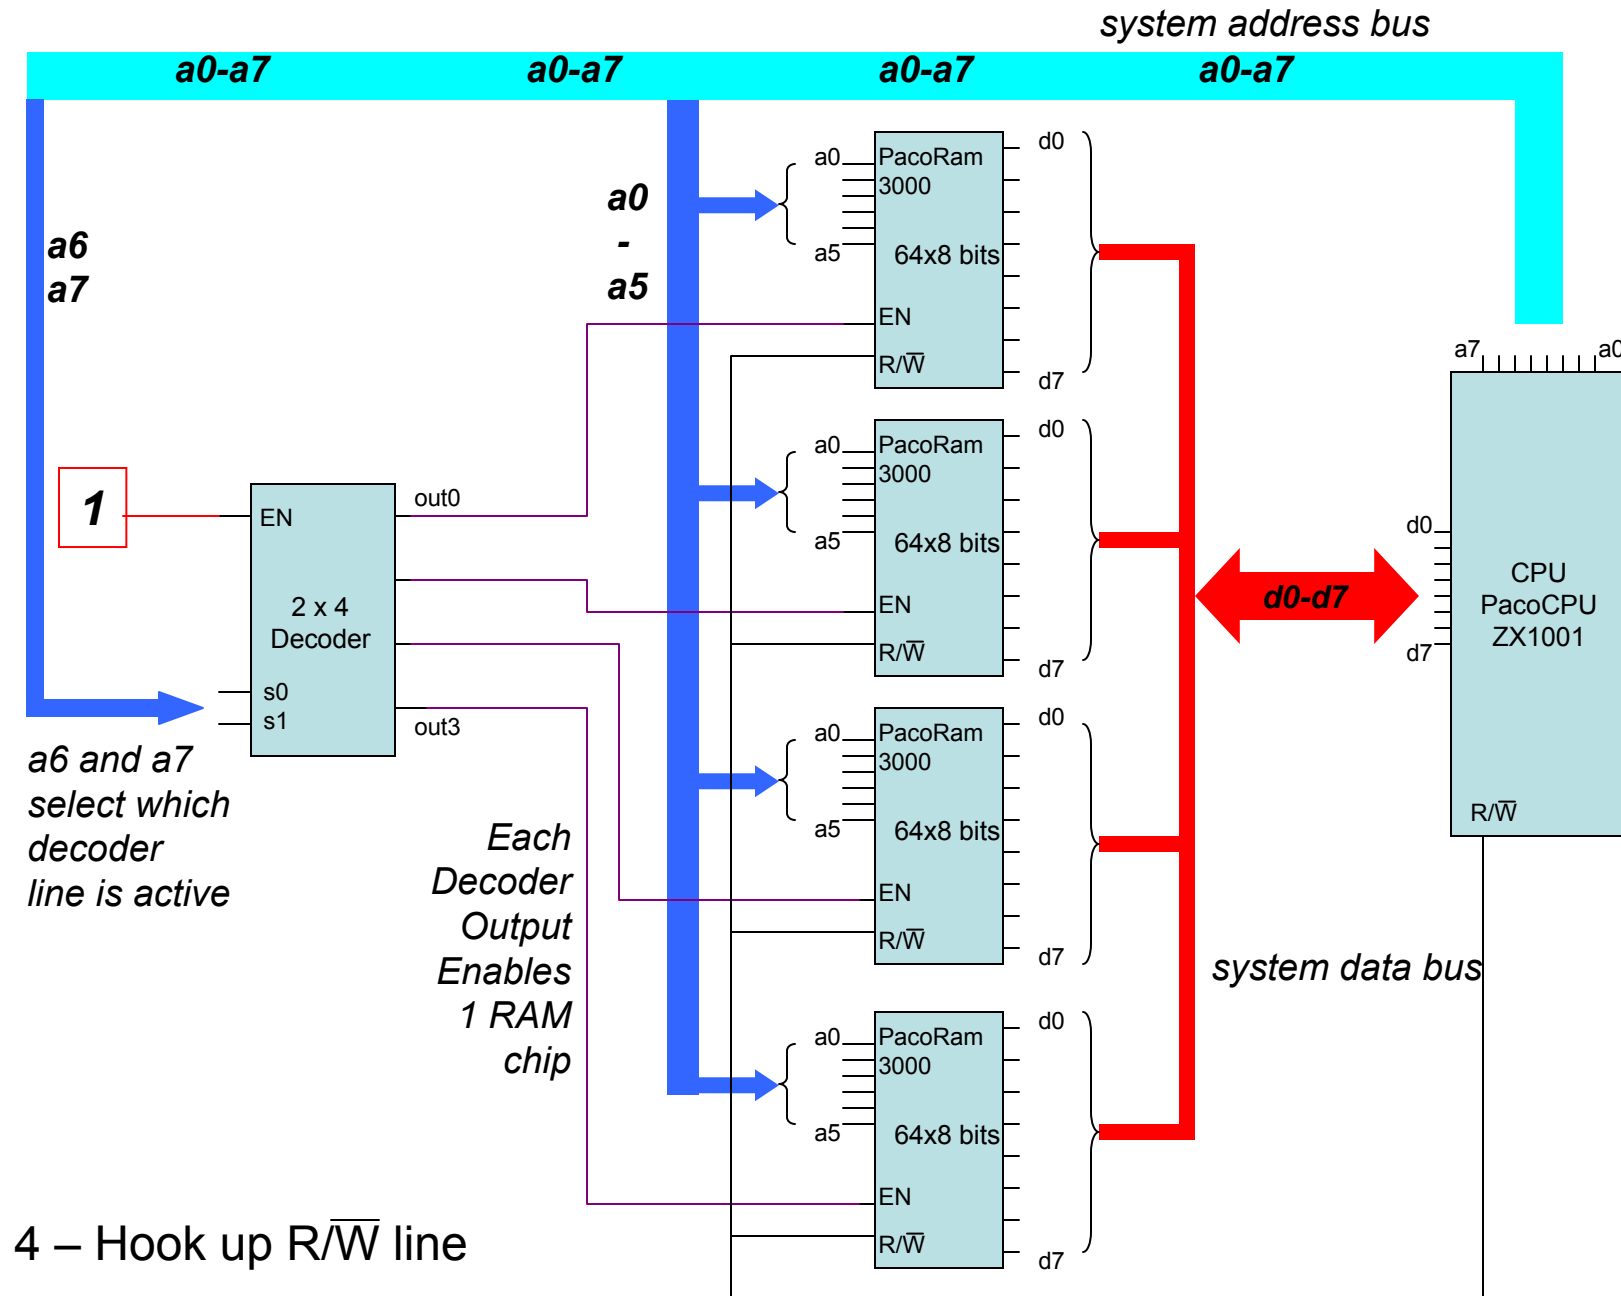 system address bus
a0-a7 a0-a7 a0-a7 a0-a7
a6
a7
a0
-
a5
1
EN
2 x 4
Decoder
s0
s1
out0
out3
a6 and a7
select which
decoder
line is active
Each
Decoder
Output
Enables
1 RAM
chip
a0
a5
PacoRam
3000
64x8 bits
EN
R/W̅
d0
d7
a0
a5
PacoRam
3000
64x8 bits
EN
R/W̅
d0
d7
a0
a5
PacoRam
3000
64x8 bits
EN
R/W̅
d0
d7
a0
a5
PacoRam
3000
64x8 bits
EN
R/W̅
d0
d7
d0-d7
system data bus
a7 a0
d0
d7
CPU
PacoCPU
ZX1001
R/W̅
4 – Hook up R/W̅ line